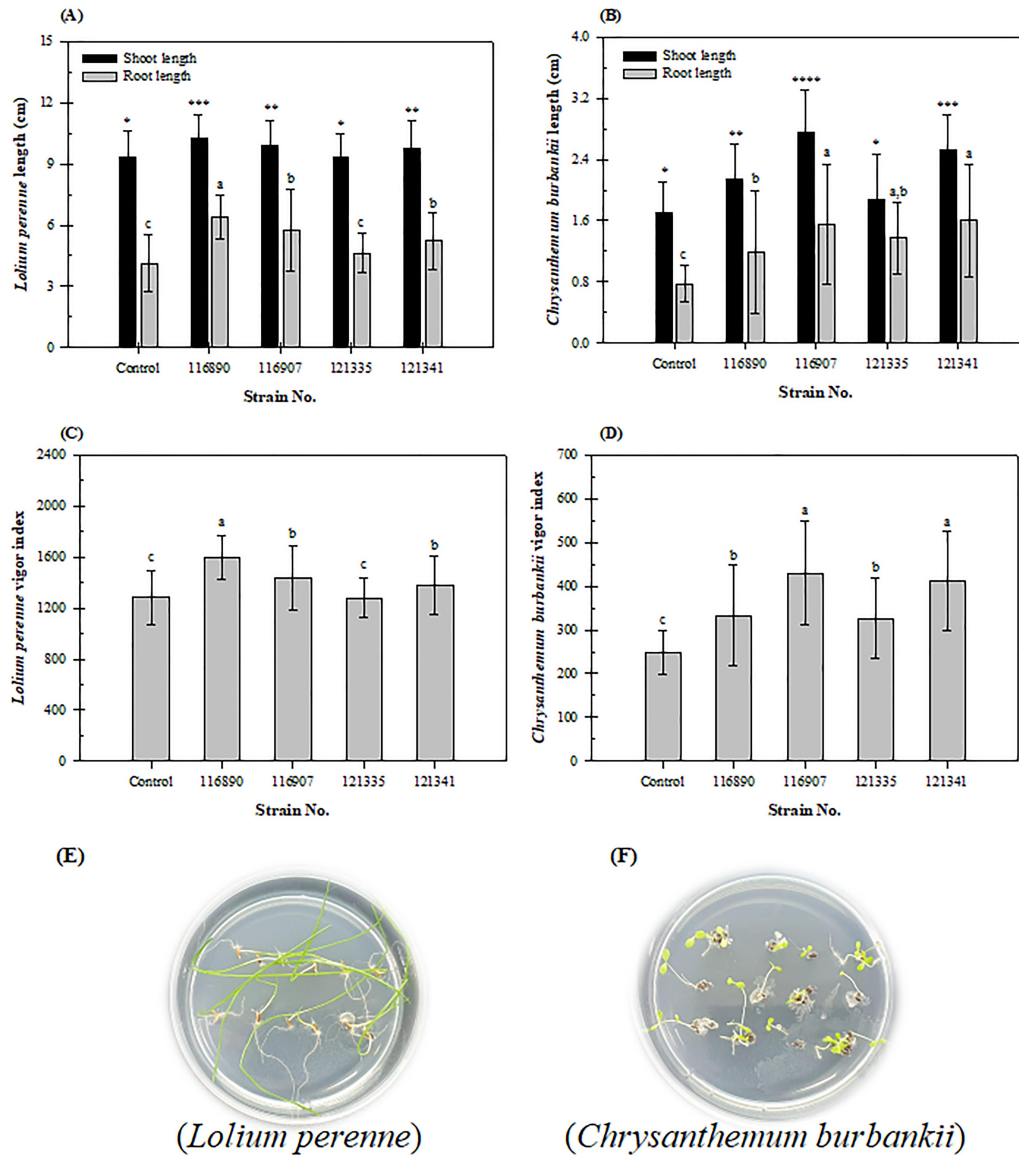 (A)
Lolium perenne length (cm)
15
12
9
6
3
0
Shoot length
Root length
* *** ** * **
c a b c b
Control 116890 116907 121335 121341
Strain No.
(B)
Chrysanthemum burbankii length (cm)
4.0
3.2
2.4
1.6
0.8
0.0
Shoot length
Root length
* ** **** * ***
c b a a,b a
Control 116890 116907 121335 121341
Strain No.
(C)
Lolium perenne vigor index
2400
2000
1600
1200
800
400
0
c a b c b
Control 116890 116907 121335 121341
Strain No.
(D)
Chrysanthemum burbankii vigor index
700
600
500
400
300
200
100
0
c b a b a
Control 116890 116907 121335 121341
Strain No.
(E)
(Lolium perenne)
(F)
(Chrysanthemum burbankii)